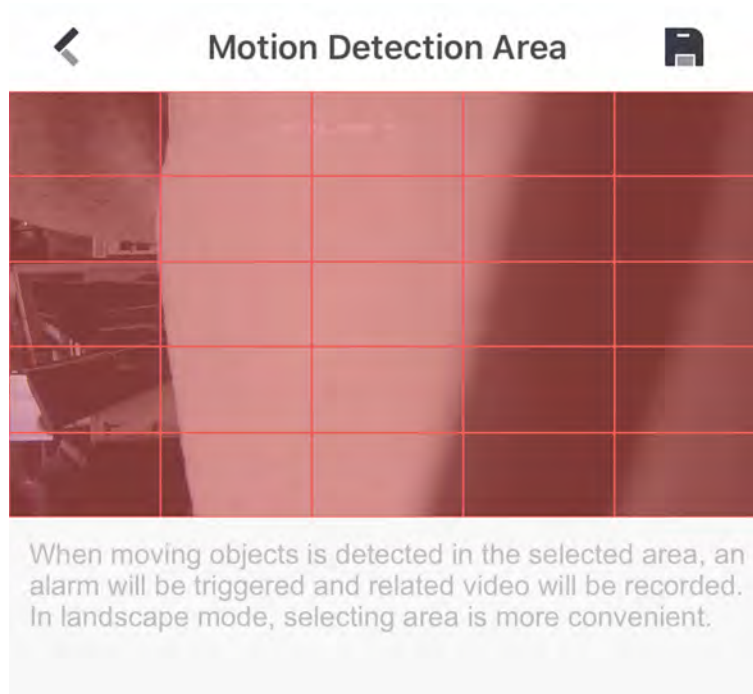 Motion Detection Area
When moving objects is detected in the selected area, an
alarm will be triggered and related video will be recorded.
In landscape mode, selecting area is more convenient.